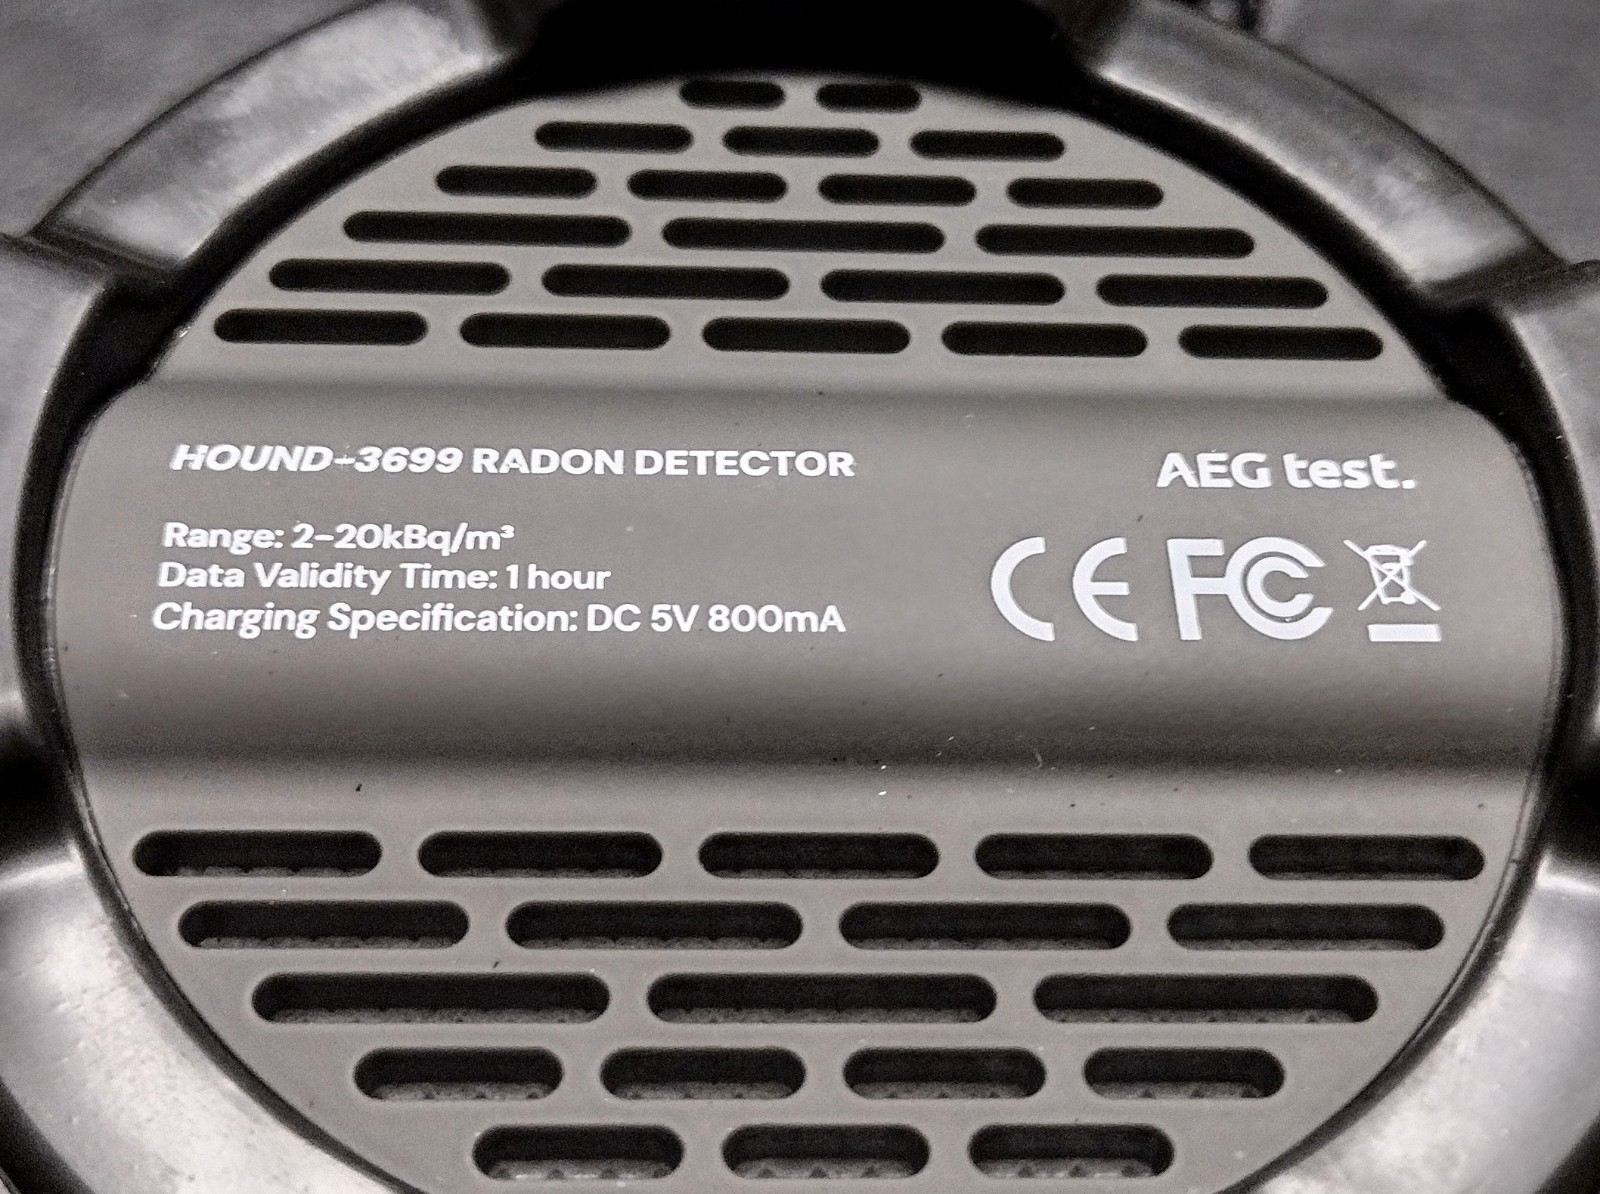 HOUND-3699 RADON DETECTOR
AEG test.
Range: 2-20kBq/m³
Data Validity Time: 1 hour
Charging Specification: DC 5V 800mA
CE FC